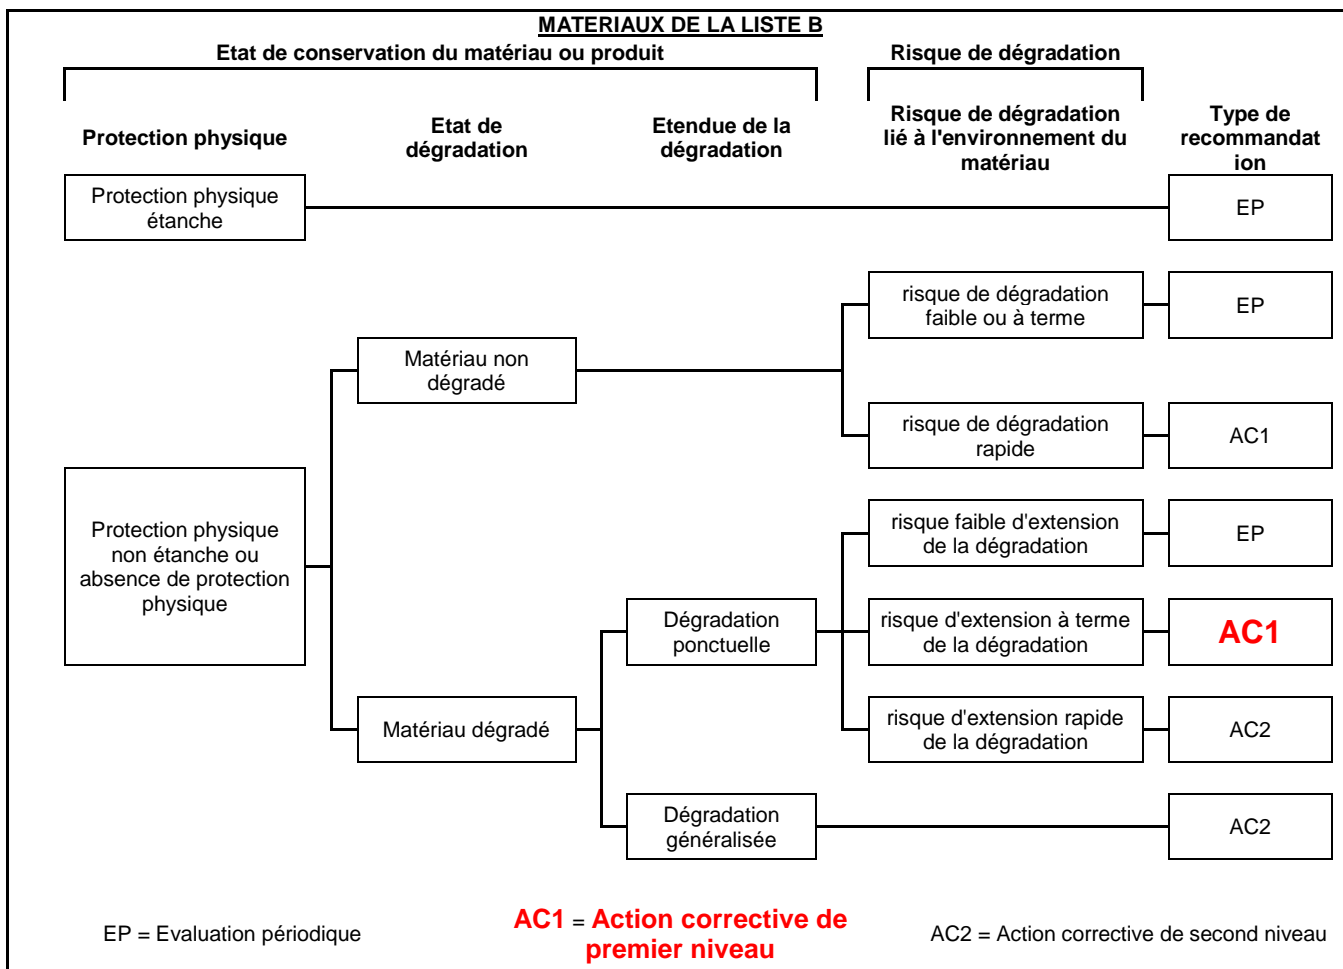 MATERIAUX DE LA LISTE B
Etat de conservation du matériau ou produit
Risque de dégradation
Protection physique
Etat de
dégradation
Etendue de la
dégradation
Risque de dégradation
lié à l'environnement du
matériau
Type de
recommandat
ion
Protection physique
étanche
EP
risque de dégradation
faible ou à terme
EP
Matériau non
dégradé
risque de dégradation
rapide
AC1
Protection physique
non étanche ou
absence de protection
physique
risque faible d'extension
de la dégradation
EP
Dégradation
ponctuelle
risque d'extension à terme
de la dégradation
AC1
Matériau dégradé
risque d'extension rapide
de la dégradation
AC2
Dégradation
généralisée
AC2
EP = Evaluation périodique
AC1 = Action corrective de
premier niveau
AC2 = Action corrective de second niveau